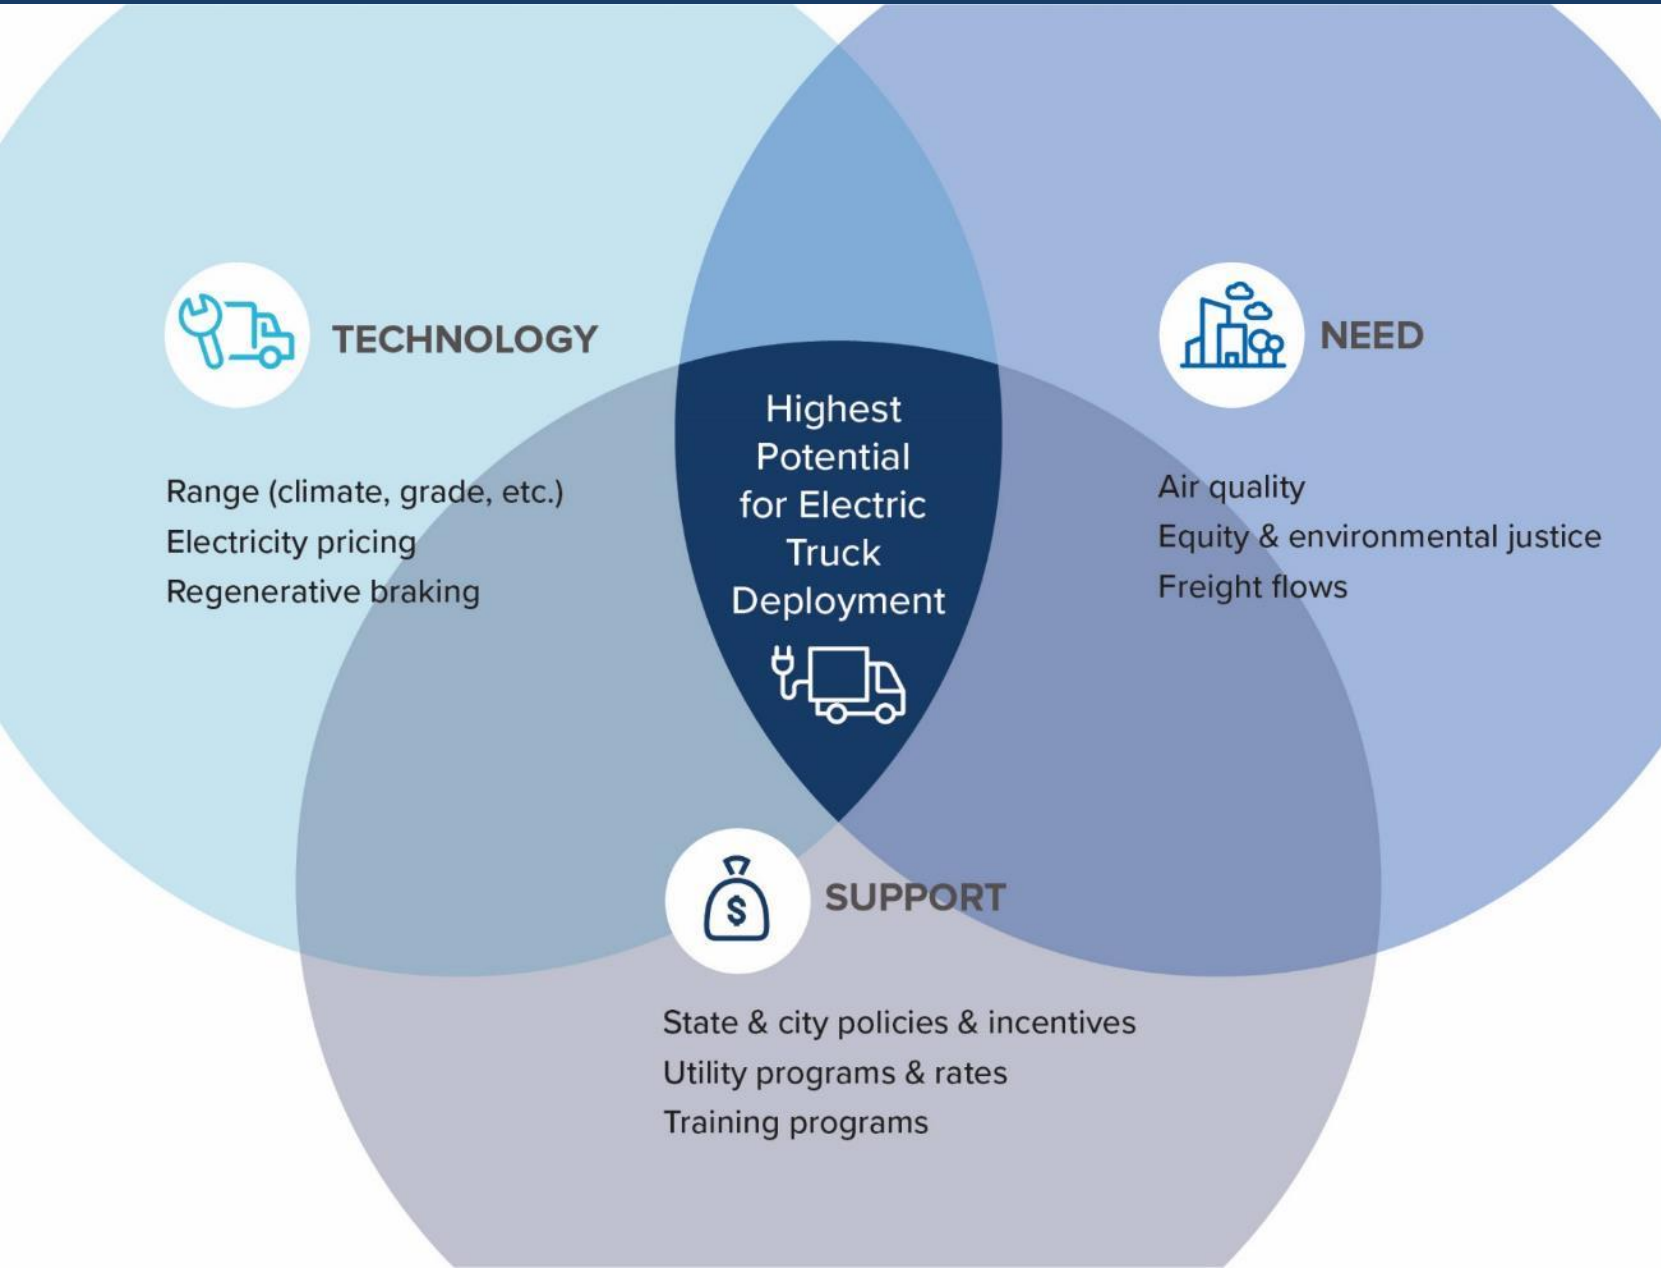 TECHNOLOGY
Range (climate, grade, etc.)
Electricity pricing
Regenerative braking
Highest
Potential
for Electric
Truck
Deployment
NEED
Air quality
Equity & environmental justice
Freight flows
$
SUPPORT
State & city policies & incentives
Utility programs & rates
Training programs